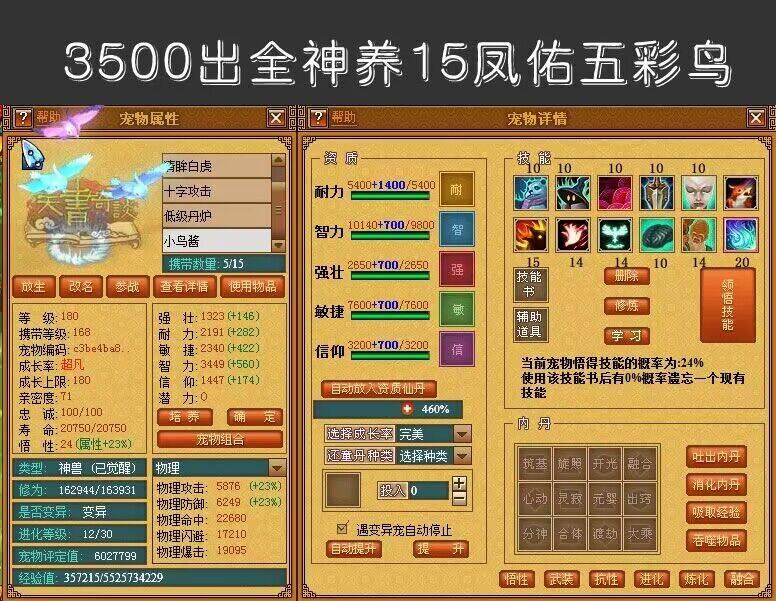 3500出全神养15凤佑五彩鸟
? 帮助 宠物属性 X
天書奇談
睛眸白虎
十字攻击
低级丹炉
小鸟酱
携带数量: 5/15
放生 改名 参战 查看详情 使用物品
等 级: 180
携带等级: 168
宠物编码: c3be4ba8..
成长率: 超凡
成长上限: 180
亲密度: 71
忠 诚: 100/100
寿 命: 20750/20750
悟 性: 24 (属性+23%)
强 壮: 1323 (+146)
耐 力: 2191 (+282)
敏 捷: 2340 (+422)
智 力: 3449 (+560)
信 仰: 1447 (+174)
潜 力: 0
培 养 确 定
宠物组合
类型: 神兽 (已觉醒)
修为: 162944/163931
是否变异: 变异
进化等级: 12/30
宠物评定值: 6027799
经验值: 357215/5525734229
物理
物理攻击: 5876 (+23%)
物理防御: 6249 (+23%)
物理命中: 22680
物理闪避: 17210
物理爆击: 19095
? 帮助 宠物详情 X
资 质
耐力 5400+1400/5400 耐
智力 10140+700/9800 智
强壮 2650+700/2650 强
敏捷 7600+700/7600 敏
信仰 3200+700/3200 信
自动放入资质仙丹
460%
选择成长率 完美
还童丹种类 选择种类
投入 0
遇变异宠自动停止
自动提升 提 升
技 能
10 10 10 10 10
15 14 14 10 14 20
技能书
辅助道具
删除
修炼
学 习
领悟技能
当前宠物悟得技能的概率为:24%
使用该技能书后有0%概率遗忘一个现有
技能
内 丹
筑基 旋照 开光 融合
心动 灵寂 元婴 出窍
分神 合体 渡劫 大乘
吐出内丹
消化内丹
吸取经验
吞噬物品
悟性 武装 抗性 进化 炼化 融合